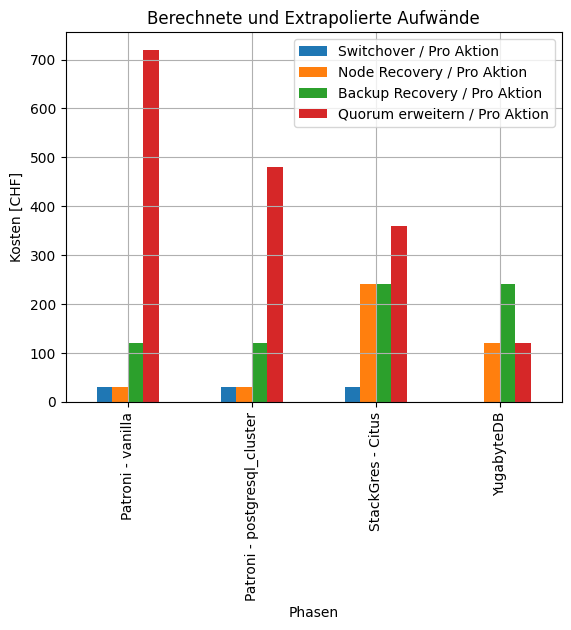 Berechnete und Extrapolierte Aufwände
Switchover / Pro Aktion
Node Recovery / Pro Aktion
Backup Recovery / Pro Aktion
Quorum erweitern / Pro Aktion
Kosten [CHF]
700
600
500
400
300
200
100
0
Patroni - vanilla
Patroni - postgresql_cluster
StackGres - Citus
YugabyteDB
Phasen